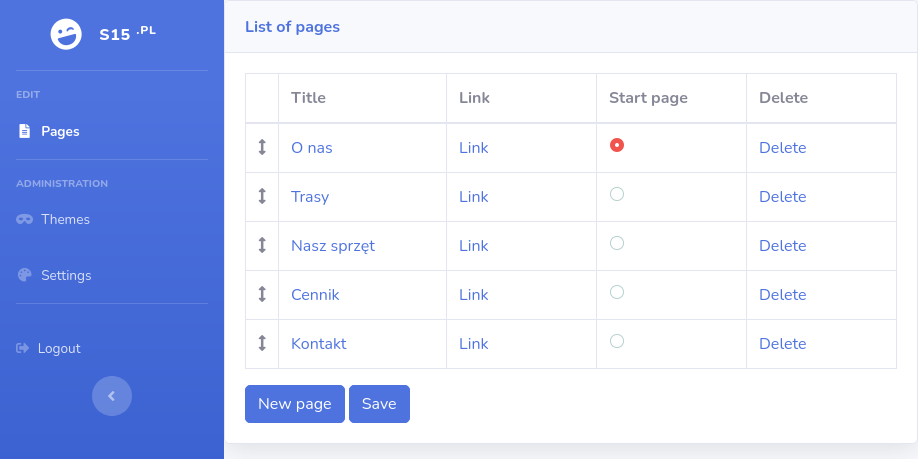 S15 .PL
EDIT
Pages
ADMINISTRATION
Themes
Settings
Logout
List of pages
Title Link Start page Delete
O nas Link Delete
Trasy Link Delete
Nasz sprzęt Link Delete
Cennik Link Delete
Kontakt Link Delete
New page Save